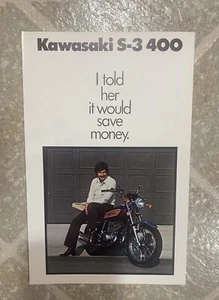 Kawasaki S-3 400
I told
her
it would
save
money.